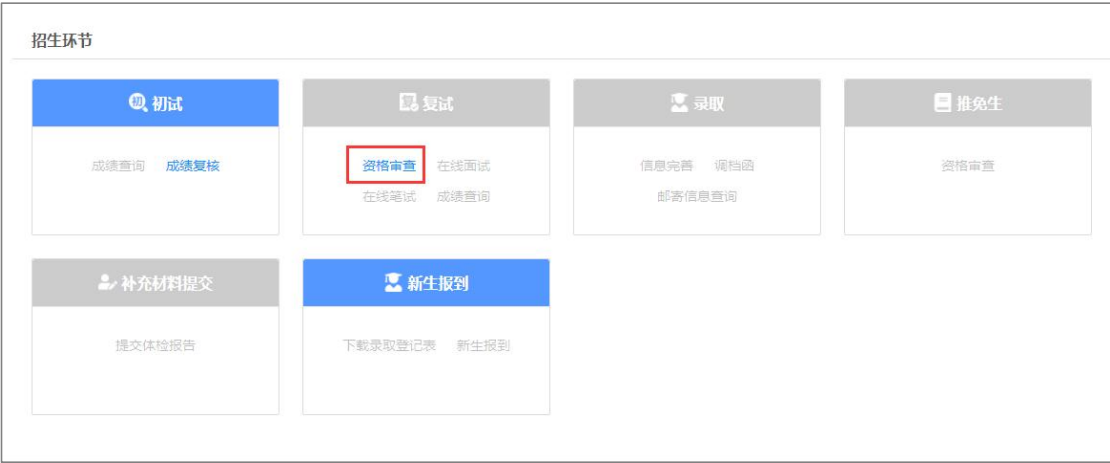 招生环节
初试
复试
录取
推免生
成绩查询 成绩复核
资格审查 在线面试
在线笔试 成绩查询
信息完善 调档函
邮寄信息查询
资格审查
补充材料提交
新生报到
提交体检报告
下载录取登记表 新生报到